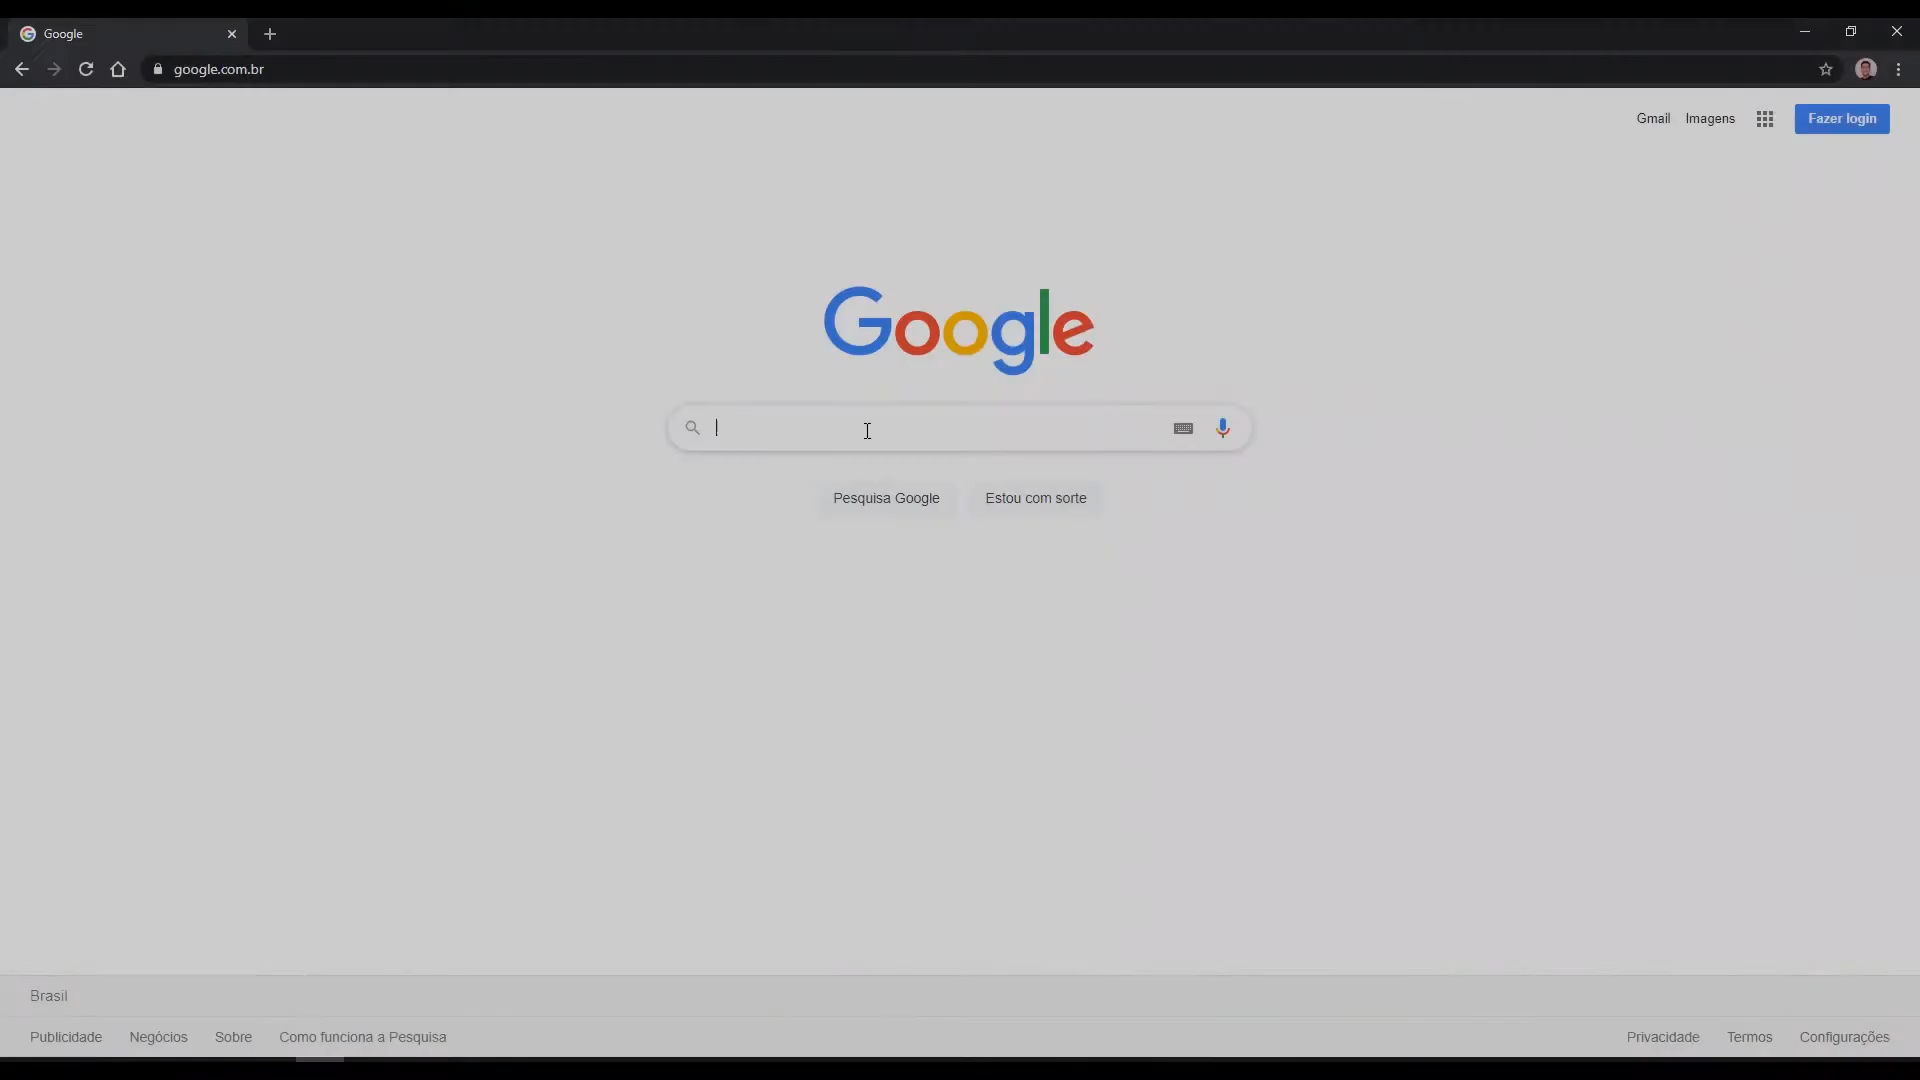 Google
google.com.br
Gmail Imagens Fazer login
Google
Pesquisa Google Estou com sorte
Brasil
Publicidade Negócios Sobre Como funciona a Pesquisa Privacidade Termos Configurações